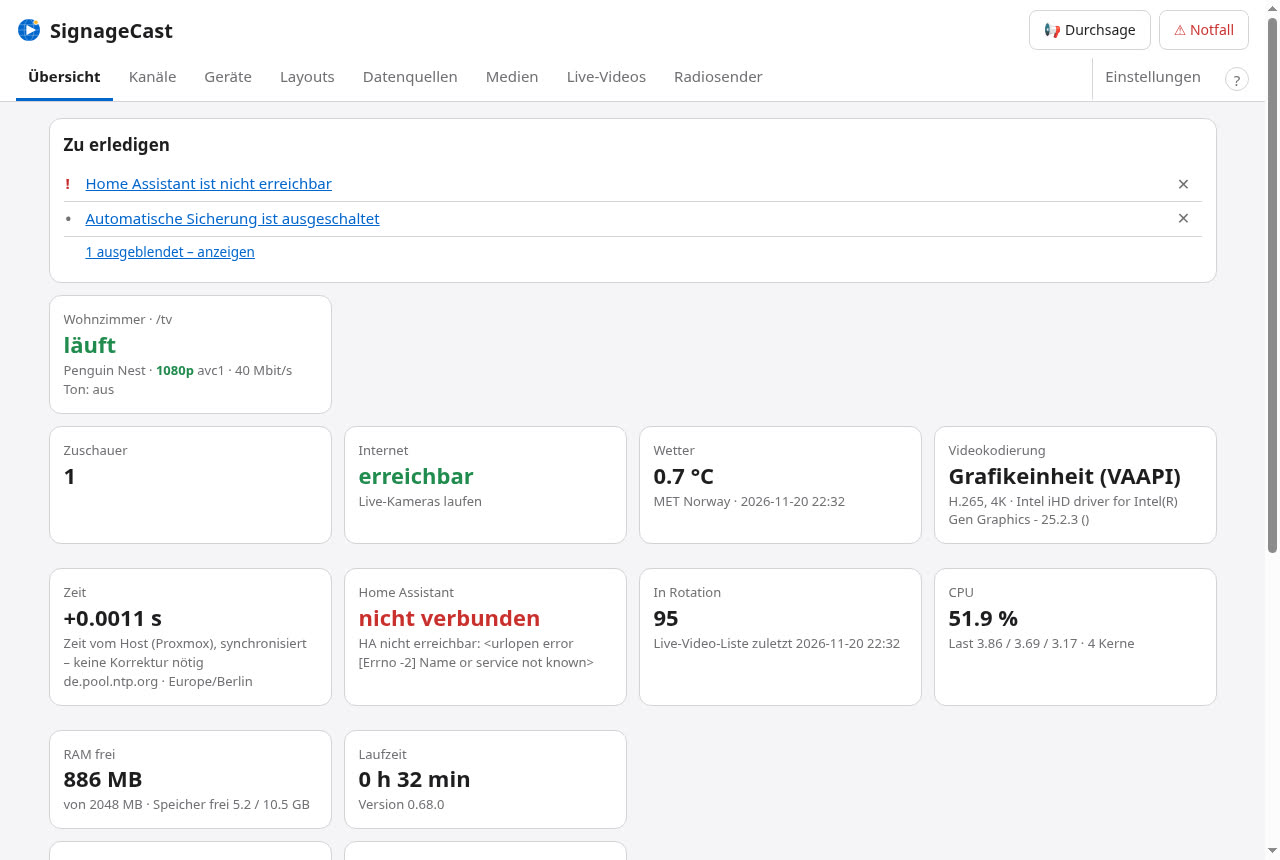 SignageCast
Durchsage
⚠ Notfall
Übersicht
Kanäle
Geräte
Layouts
Datenquellen
Medien
Live-Videos
Radiosender
Einstellungen
?
Zu erledigen
! Home Assistant ist nicht erreichbar ✕
• Automatische Sicherung ist ausgeschaltet ✕
1 ausgeblendet – anzeigen
Wohnzimmer · /tv
läuft
Penguin Nest · 1080p avc1 · 40 Mbit/s
Ton: aus
Zuschauer
1
Internet
erreichbar
Live-Kameras laufen
Wetter
0.7 °C
MET Norway · 2026-11-20 22:32
Videokodierung
Grafikeinheit (VAAPI)
H.265, 4K · Intel iHD driver for Intel(R)
Gen Graphics - 25.2.3 ()
Zeit
+0.0011 s
Zeit vom Host (Proxmox), synchronisiert
– keine Korrektur nötig
de.pool.ntp.org · Europe/Berlin
Home Assistant
nicht verbunden
HA nicht erreichbar: <urlopen error
[Errno -2] Name or service not known>
In Rotation
95
Live-Video-Liste zuletzt 2026-11-20 22:32
CPU
51.9 %
Last 3.86 / 3.69 / 3.17 · 4 Kerne
RAM frei
886 MB
von 2048 MB · Speicher frei 5.2 / 10.5 GB
Laufzeit
0 h 32 min
Version 0.68.0